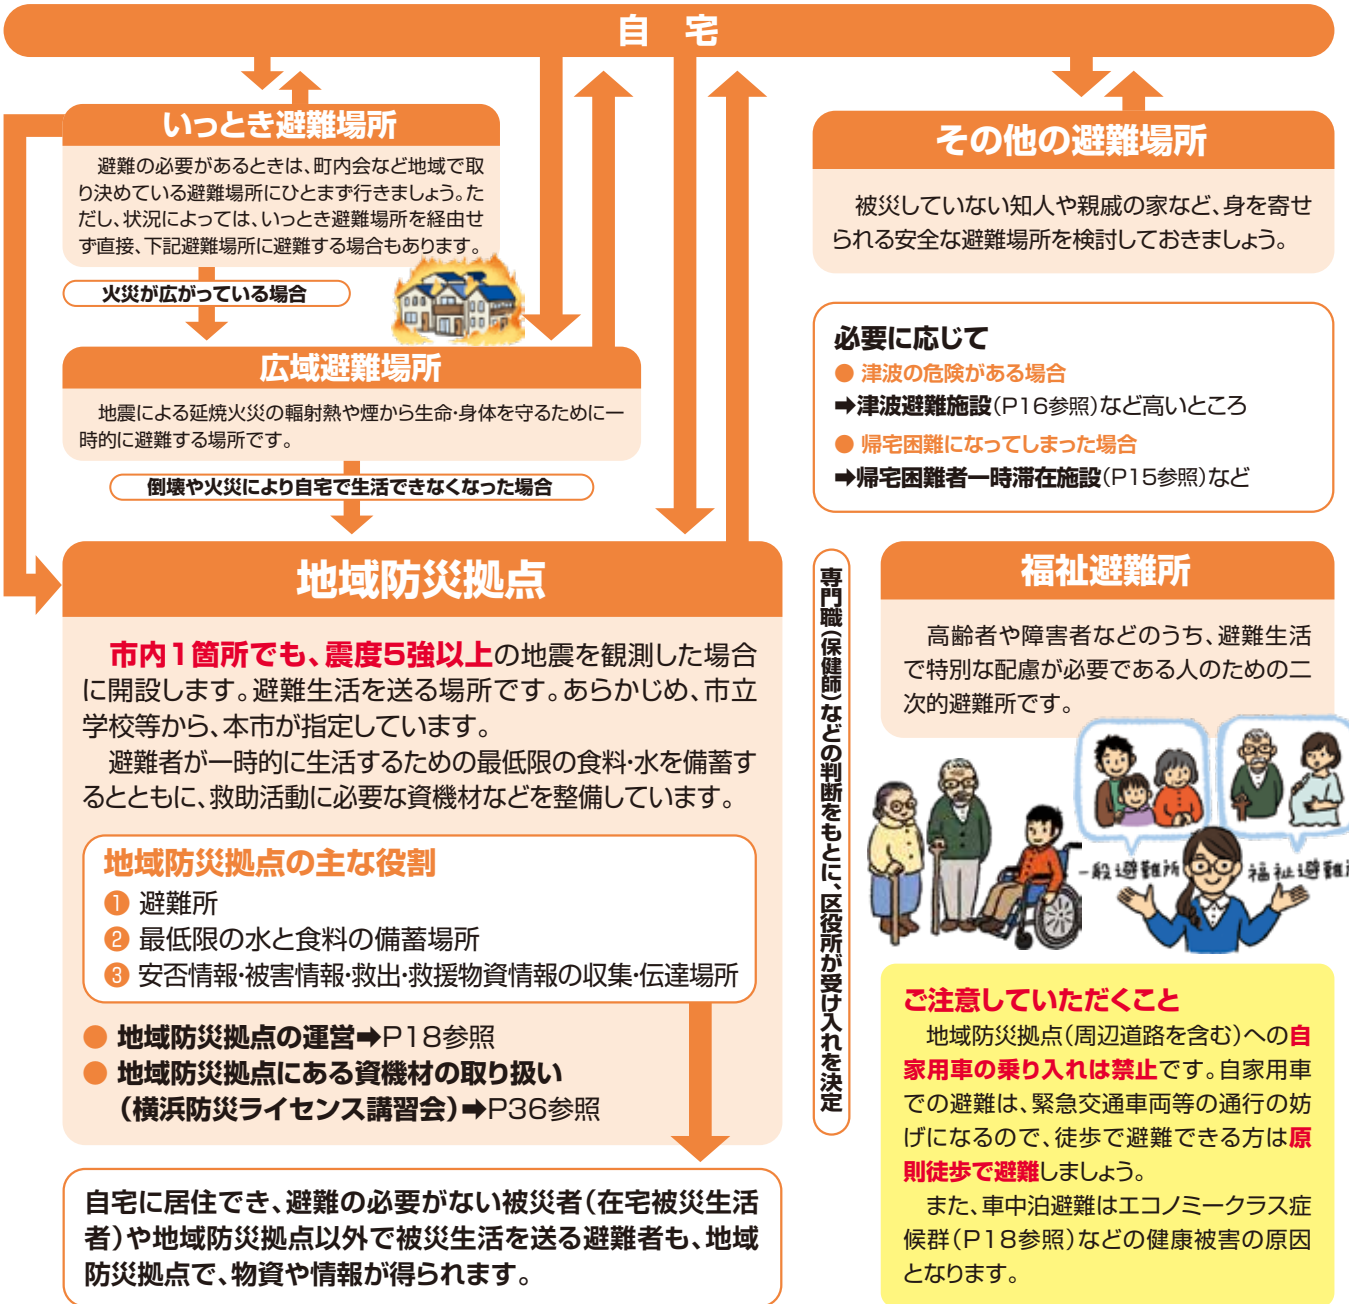 自 宅
いっとき避難場所
避難の必要があるときは、町内会など地域で取
り決めている避難場所にひとまず行きましょう。た
だし、状況によっては、いっとき避難場所を経由せ
ず直接、下記避難場所に避難する場合もあります。
火災が広がっている場合
広域避難場所
地震による延焼火災の輻射熱や煙から生命・身体を守るために一
時的に避難する場所です。
倒壊や火災により自宅で生活できなくなった場合
その他の避難場所
被災していない知人や親戚の家など、身を寄せ
られる安全な避難場所を検討しておきましょう。
必要に応じて
● 津波の危険がある場合
➡津波避難施設(P16参照)など高いところ
● 帰宅困難になってしまった場合
➡帰宅困難者一時滞在施設(P15参照)など
地域防災拠点
市内1箇所でも、震度5強以上の地震を観測した場合
に開設します。避難生活を送る場所です。あらかじめ、市立
学校等から、本市が指定しています。
避難者が一時的に生活するための最低限の食料・水を備蓄す
るとともに、救助活動に必要な資機材などを整備しています。
地域防災拠点の主な役割
❶ 避難所
❷ 最低限の水と食料の備蓄場所
❸ 安否情報・被害情報・救出・救援物資情報の収集・伝達場所
● 地域防災拠点の運営➡P18参照
● 地域防災拠点にある資機材の取り扱い
(横浜防災ライセンス講習会)➡P36参照
自宅に居住でき、避難の必要がない被災者(在宅被災生活
者)や地域防災拠点以外で被災生活を送る避難者も、地域
防災拠点で、物資や情報が得られます。
専門職(保健師)などの判断をもとに、区役所が受け入れを決定
福祉避難所
高齢者や障害者などのうち、避難生活
で特別な配慮が必要である人のための二
次的避難所です。
一般避難所
福祉避難所
ご注意していただくこと
地域防災拠点(周辺道路を含む)への自
家用車の乗り入れは禁止です。自家用車
での避難は、緊急交通車両等の通行の妨
げになるので、徒歩で避難できる方は原
則徒歩で避難しましょう。
また、車中泊避難はエコノミークラス症
候群(P18参照)などの健康被害の原因
となります。